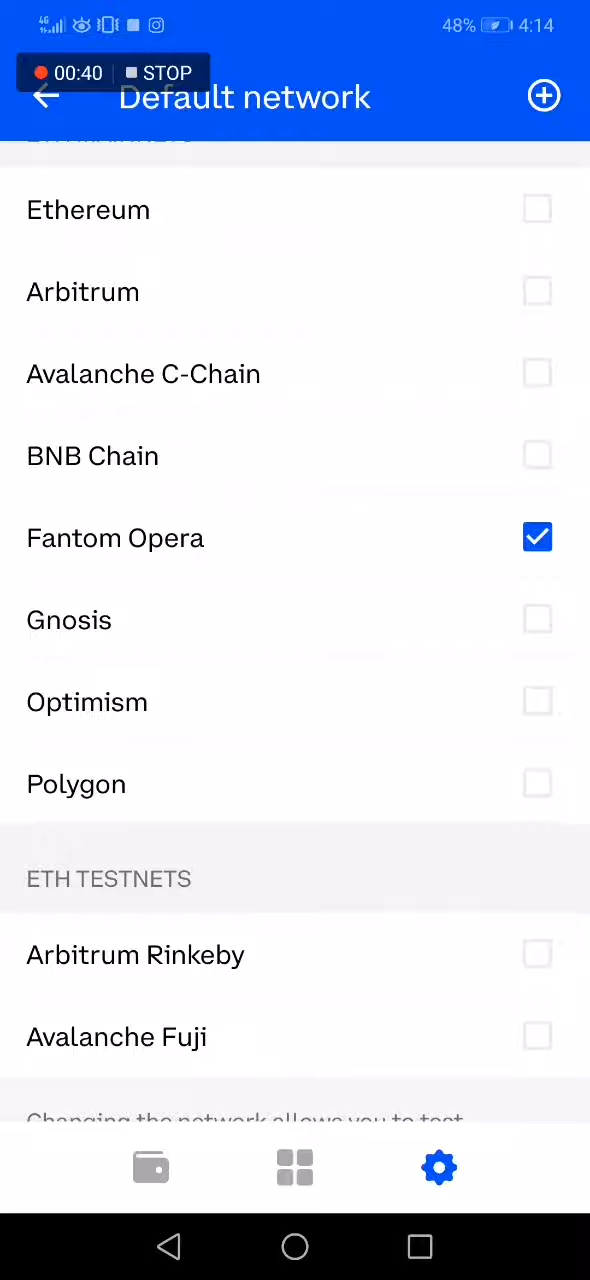 4G 48% 4:14
00:40 STOP
Default network
Ethereum
Arbitrum
Avalanche C-Chain
BNB Chain
Fantom Opera
Gnosis
Optimism
Polygon
ETH TESTNETS
Arbitrum Rinkeby
Avalanche Fuji
Changing the network allows you to test